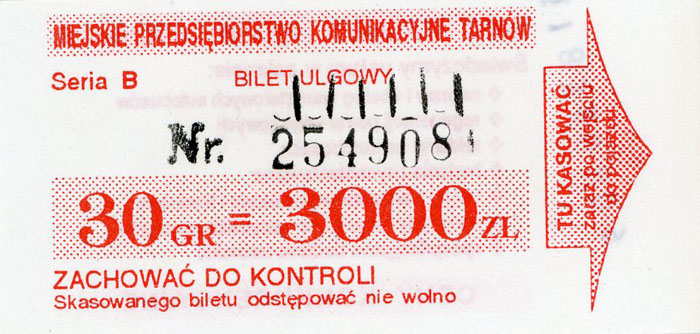 MIEJSKIE PRZEDSIĘBIORSTWO KOMUNIKACYJNE TARNÓW
Seria B
BILET ULGOWY
Nr. 2549084
30 GR = 3000 ZŁ
ZACHOWAĆ DO KONTROLI
Skasowanego biletu odstępować nie wolno
TU KASOWAĆ
zaraz po wejściu
do pojazdu